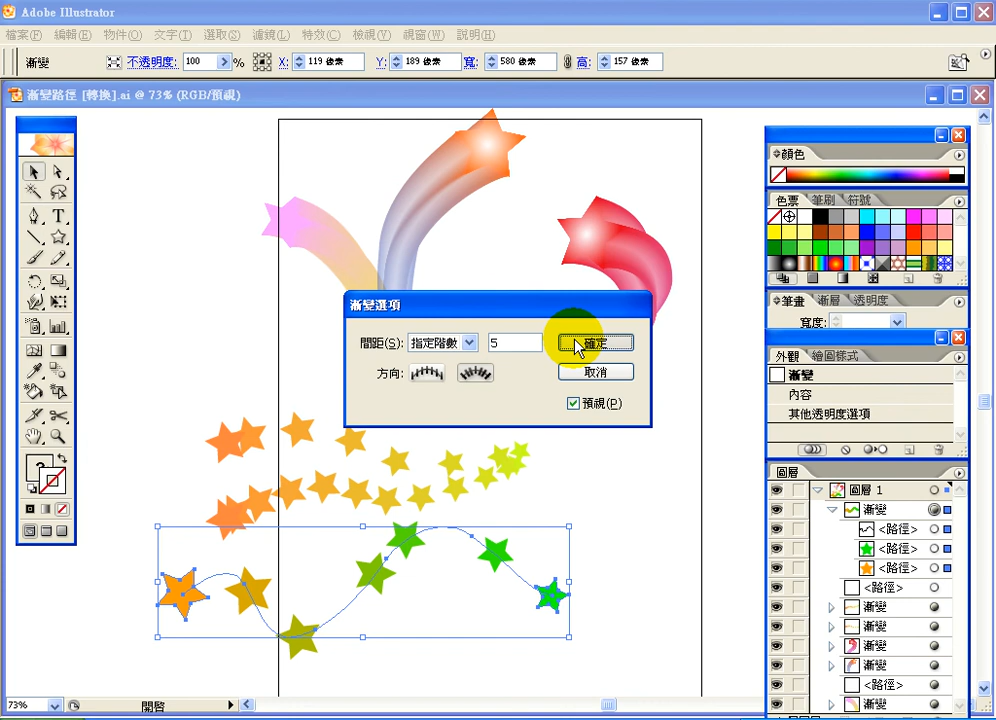 Adobe Illustrator
檔案(F) 編輯(E) 物件(O) 文字(T) 選取(S) 濾鏡(L) 特效(C) 檢視(V) 視窗(W) 說明(H)
漸變 不透明度: 100 % X: 119 像素 Y: 189 像素 寬: 580 像素 高: 157 像素
漸變路徑 [轉換].ai @ 73% (RGB/預視)
顏色
色票 筆刷 符號
筆畫 漸層 透明度
寬度:
漸變選項
間距(S): 指定階數 5 確定
方向: 取消
預視(P)
外觀 繪圖樣式
漸變
內容
其他透明度選項
圖層
圖層 1
漸變
<路徑>
<路徑>
<路徑>
<路徑>
漸變
漸變
漸變
漸變
<路徑>
漸變
73% 開啓